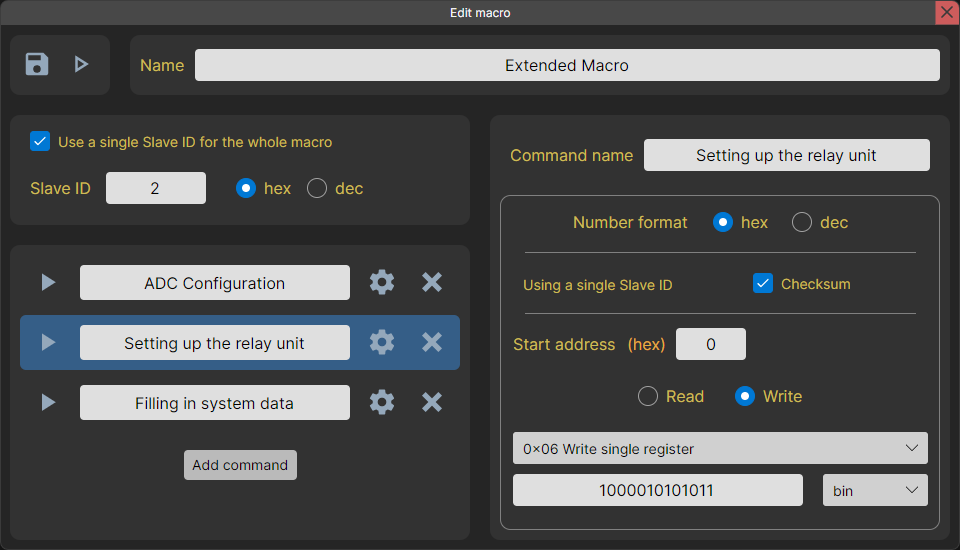 Edit macro
Name
Extended Macro
Use a single Slave ID for the whole macro
Slave ID
2
hex
dec
ADC Configuration
Setting up the relay unit
Filling in system data
Add command
Command name
Setting up the relay unit
Number format
hex
dec
Using a single Slave ID
Checksum
Start address (hex)
0
Read
Write
0×06 Write single register
1000010101011
bin